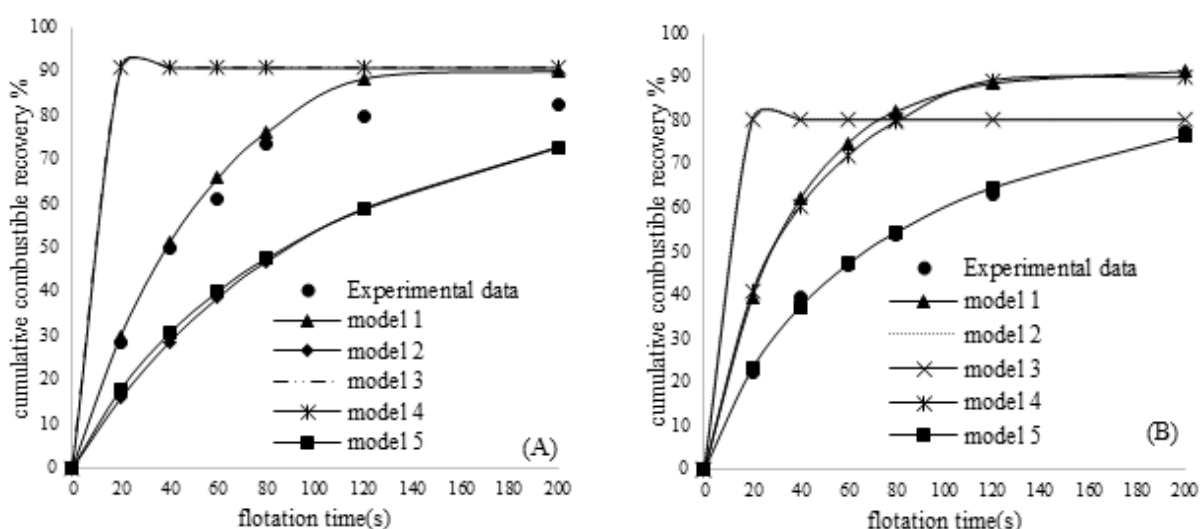 cumulative combustible recovery %
100
90
80
70
60
50
40
30
20
10
0
Experimental data
model 1
model 2
model 3
model 4
model 5
(A)
0 20 40 60 80 100 120 140 160 180 200
flotation time(s)
cumulative combustible recovery %
100
90
80
70
60
50
40
30
20
10
0
Experimental data
model 1
model 2
model 3
model 4
model 5
(B)
0 20 40 60 80 100 120 140 160 180 200
flotation time(s)